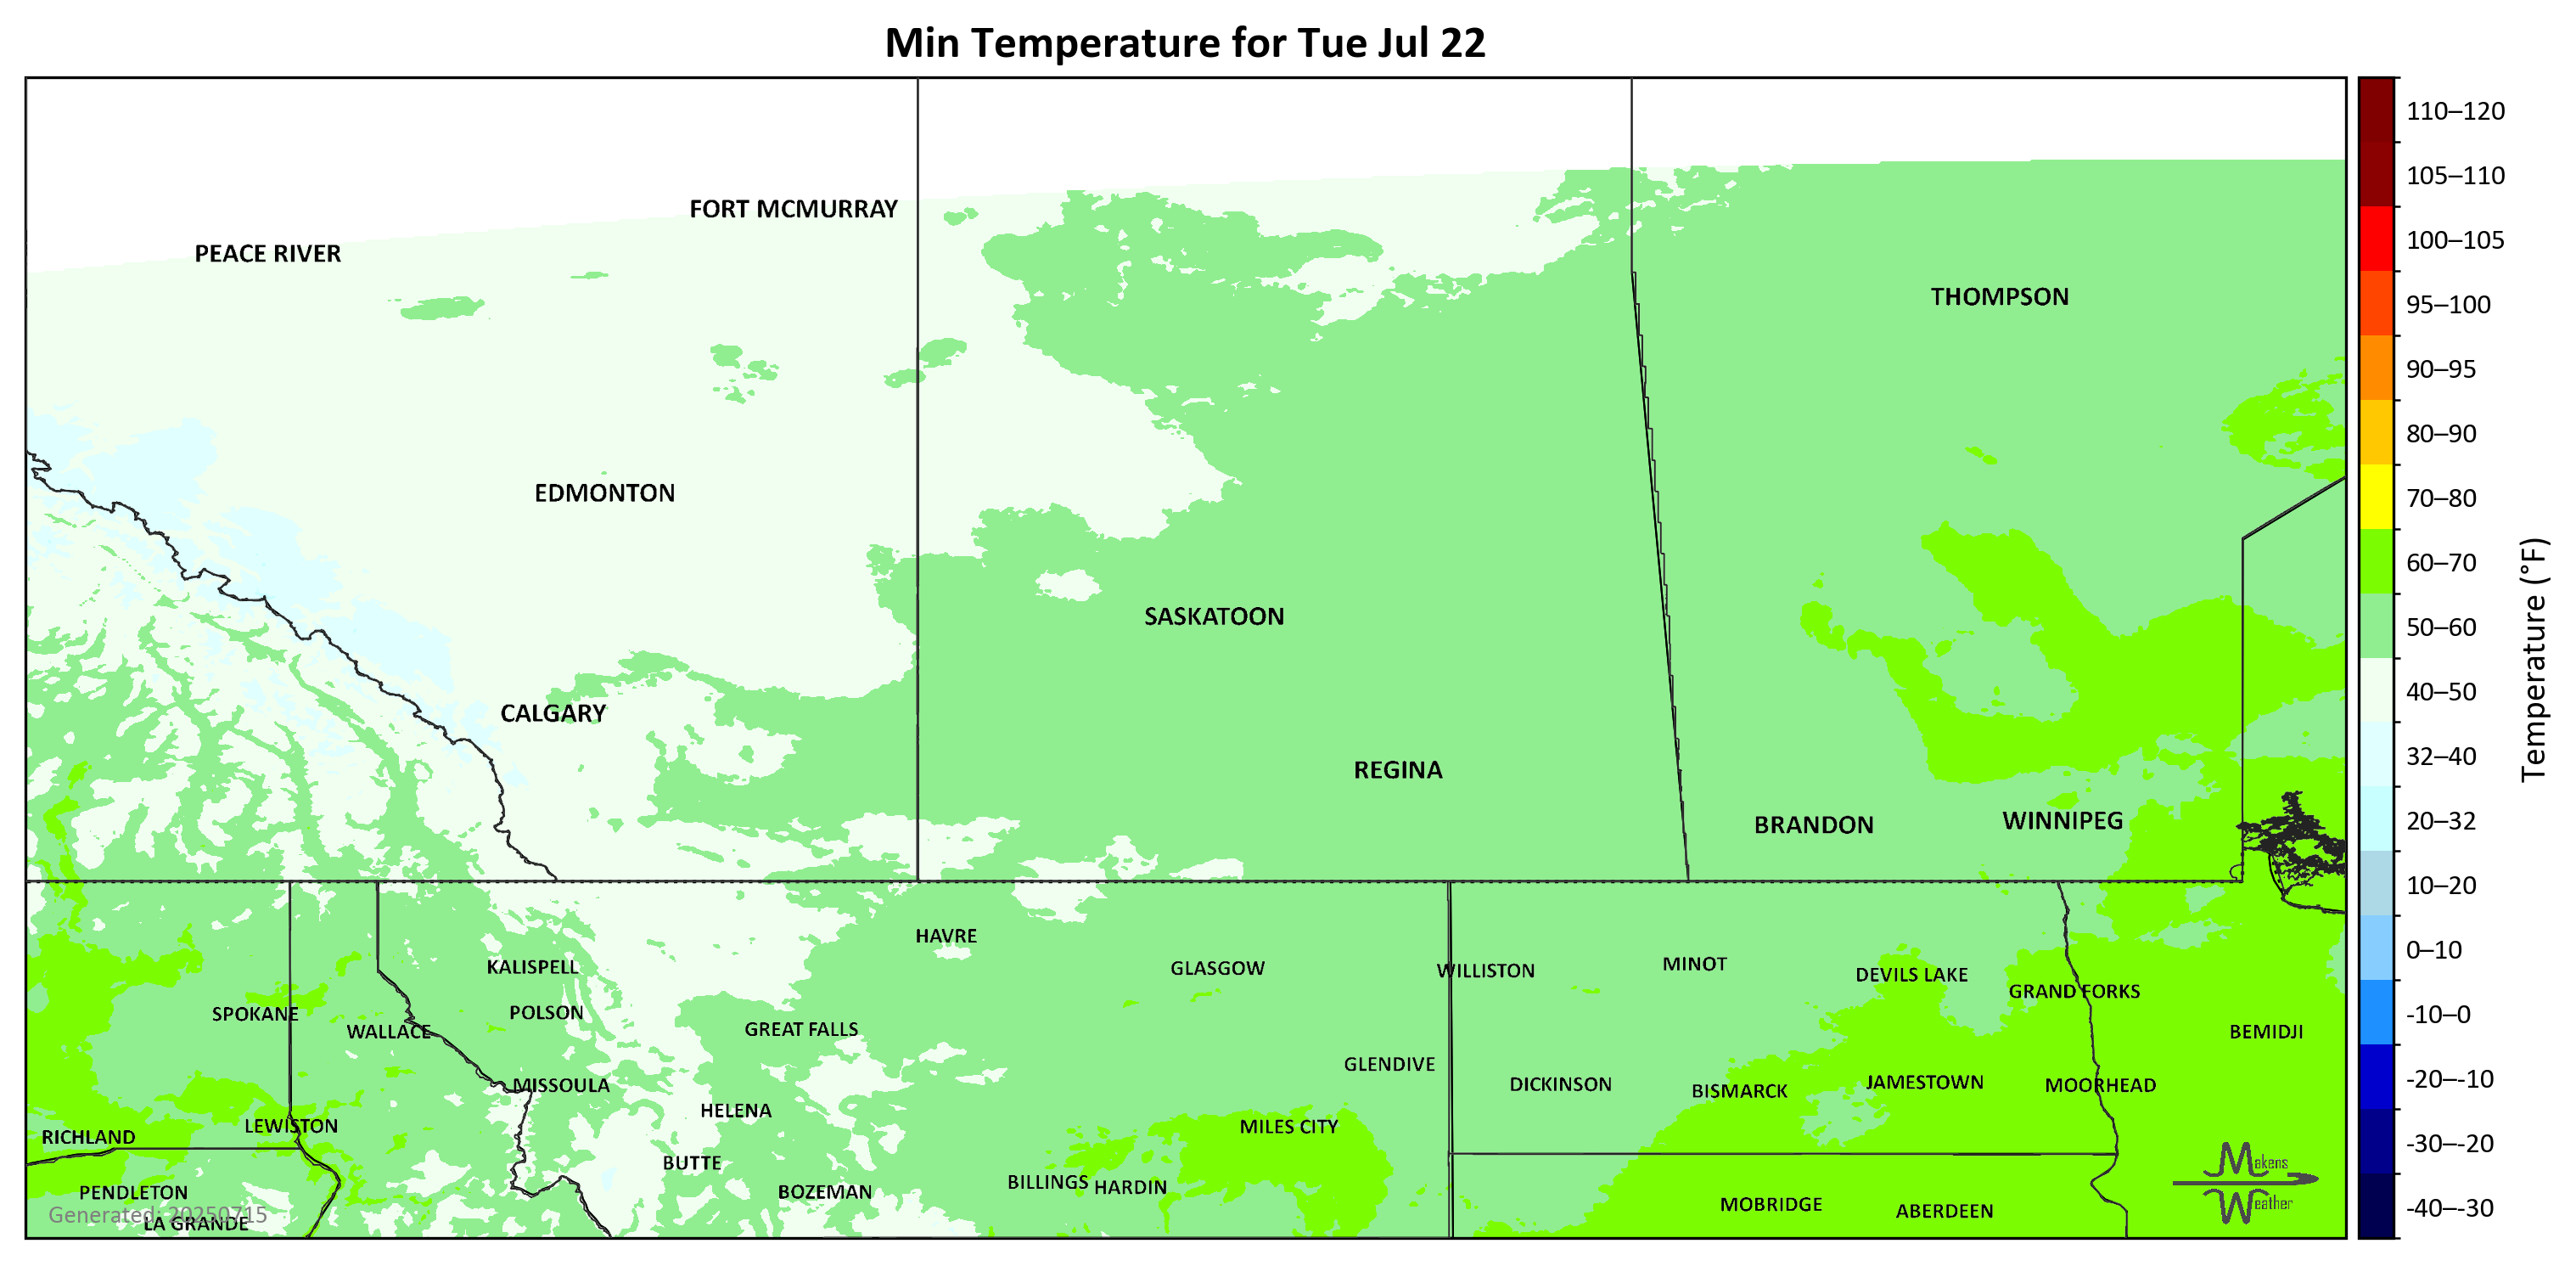 Min Temperature for Tue Jul 22
FORT MCMURRAY
PEACE RIVER
THOMPSON
EDMONTON
SASKATOON
CALGARY
REGINA
BRANDON
WINNIPEG
HAVRE
KALISPELL
GLASGOW
WILLISTON
MINOT
DEVILS LAKE
GRAND FORKS
SPOKANE
POLSON
WALLACE
GREAT FALLS
BEMIDJI
GLENDIVE
MISSOULA
DICKINSON
BISMARCK
JAMESTOWN
MOORHEAD
HELENA
LEWISTON
MILES CITY
RICHLAND
BUTTE
PENDLETON
BOZEMAN
BILLINGS
HARDIN
MOBRIDGE
ABERDEEN
Generated: 20250715
LA GRANDE
Makens
Weather
110–120
105–110
100–105
95–100
90–95
80–90
70–80
60–70
50–60
40–50
32–40
20–32
10–20
0–10
-10–0
-20–-10
-30–-20
-40–-30
Temperature (°F)